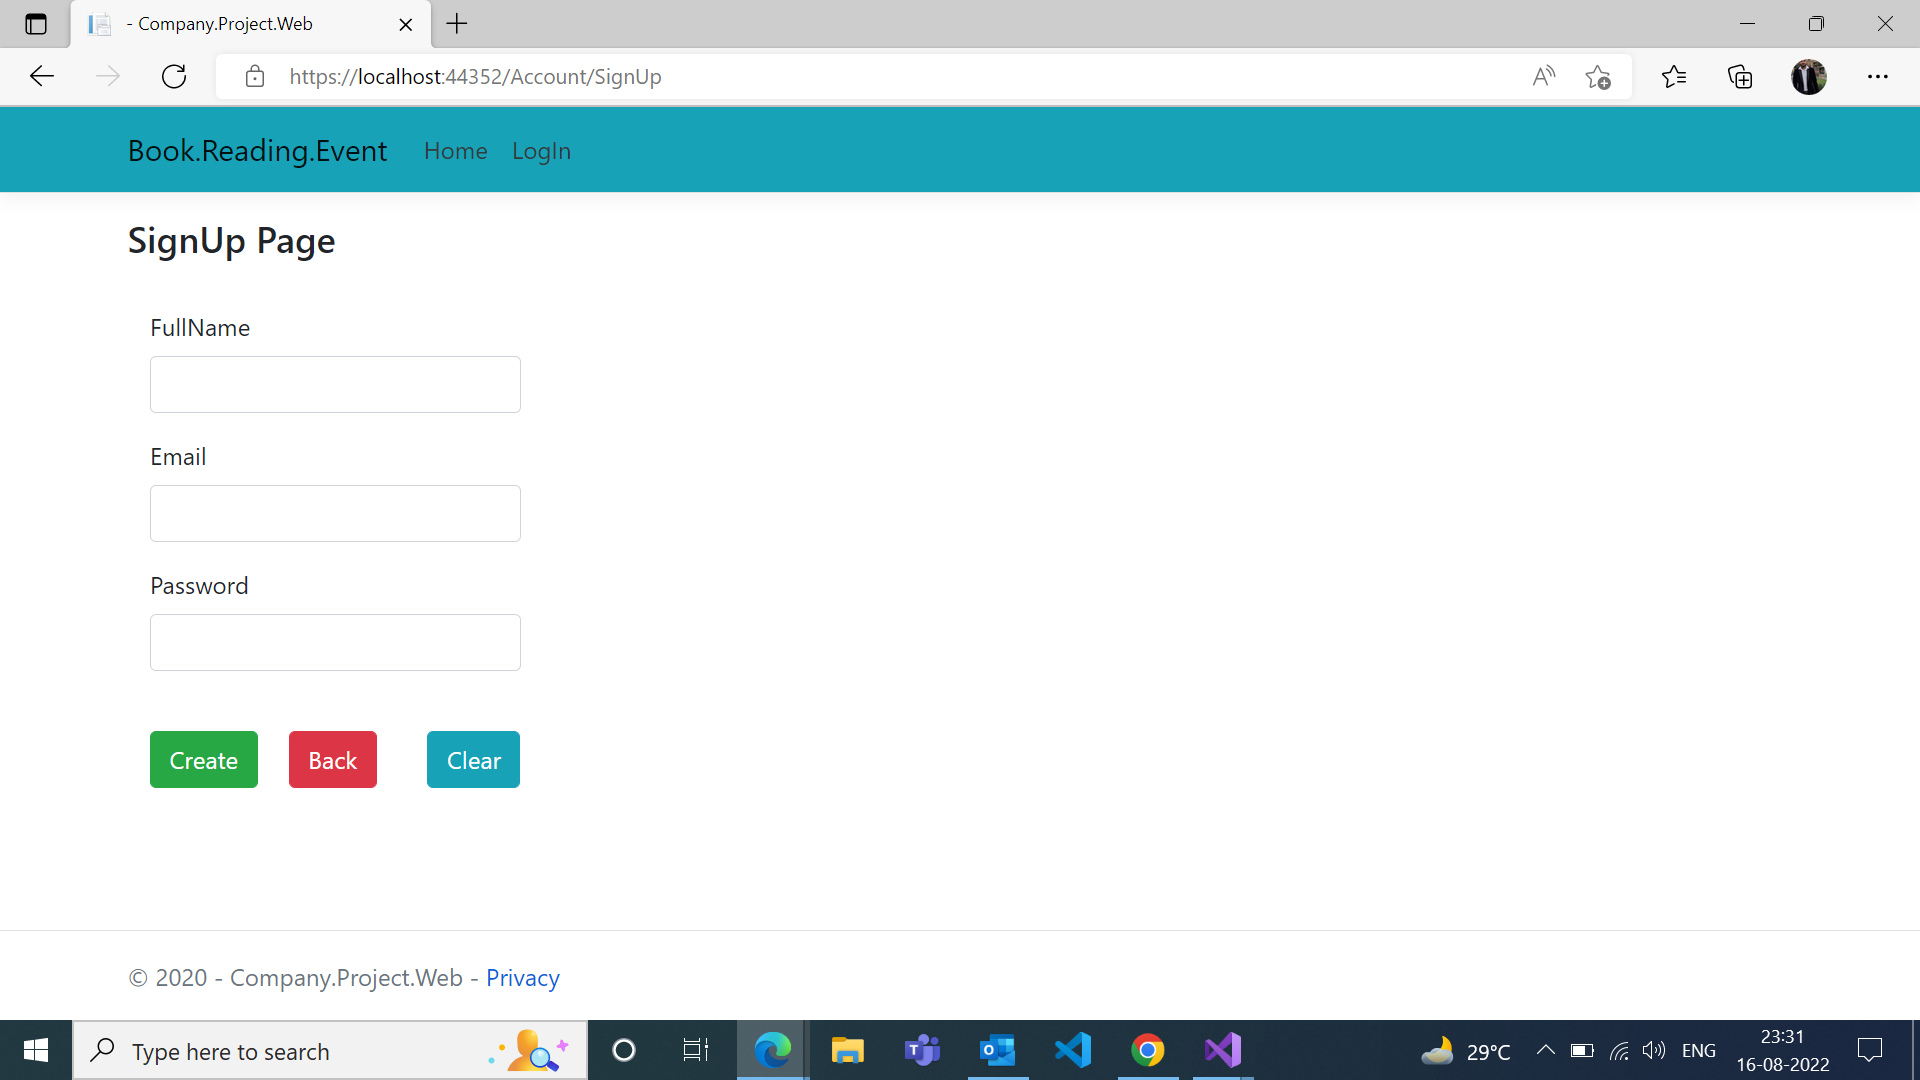 - Company.Project.Web
https://localhost:44352/Account/SignUp
Book.Reading.Event Home LogIn
SignUp Page
FullName
Email
Password
Create Back Clear
© 2020 - Company.Project.Web - Privacy
Type here to search
29°C
ENG
23:31
16-08-2022